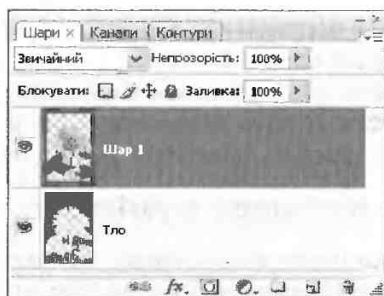 Шари × Канали Контури
Звичайний Непрозорість: 100%
Блокувати: Заливка: 100%
Шар 1
Тло
fx.